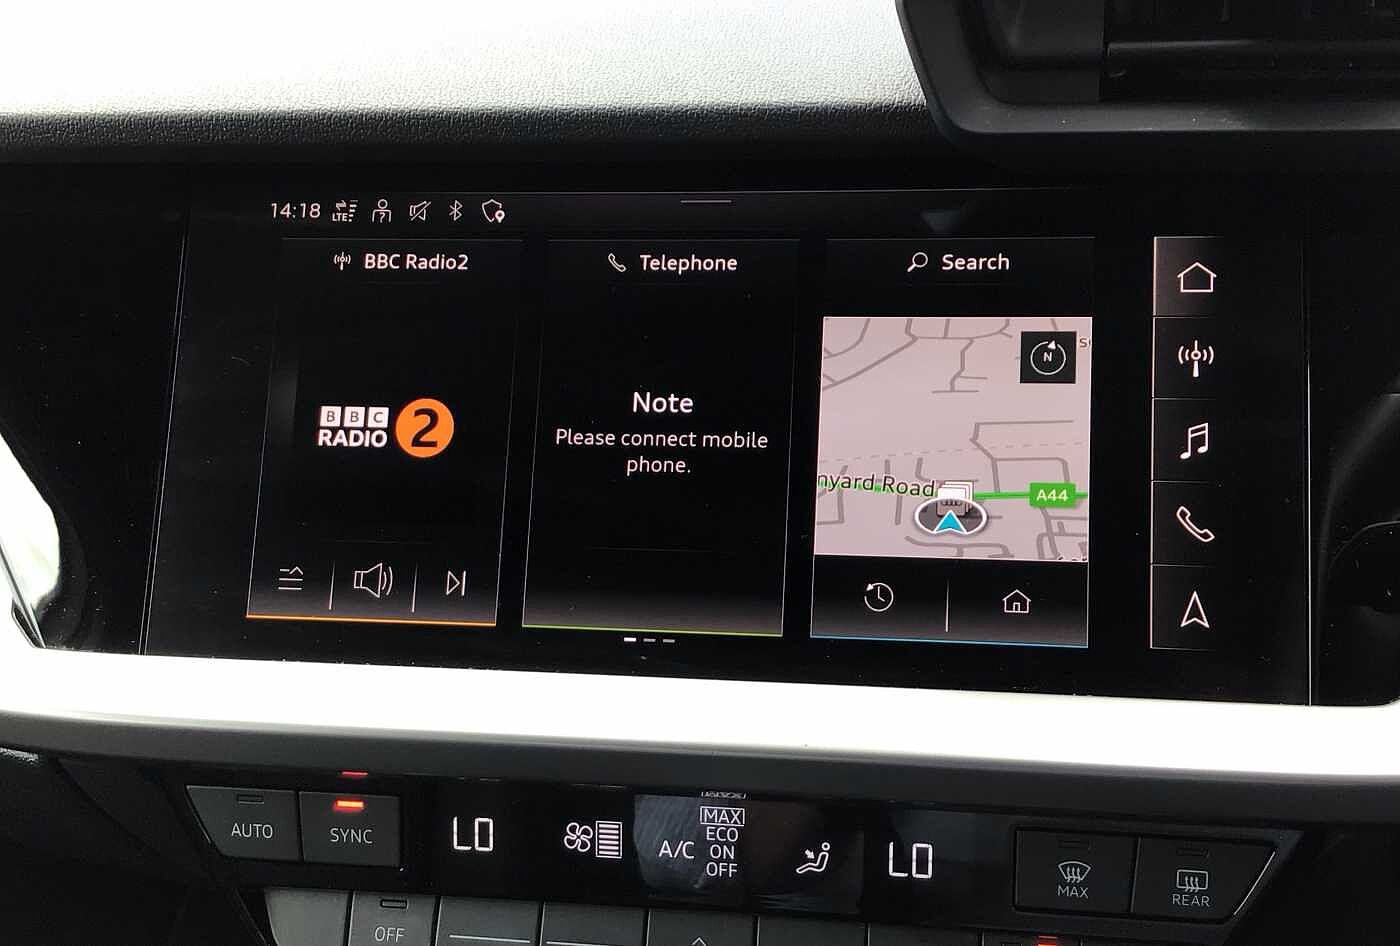 14:18 LTE
BBC Radio2
Telephone
Search
BBC
RADIO 2
Note
Please connect mobile
phone.
N
nyard Road
A44
AUTO
SYNC
LO
A/C
MAX
ECO
ON
OFF
LO
MAX
REAR
OFF